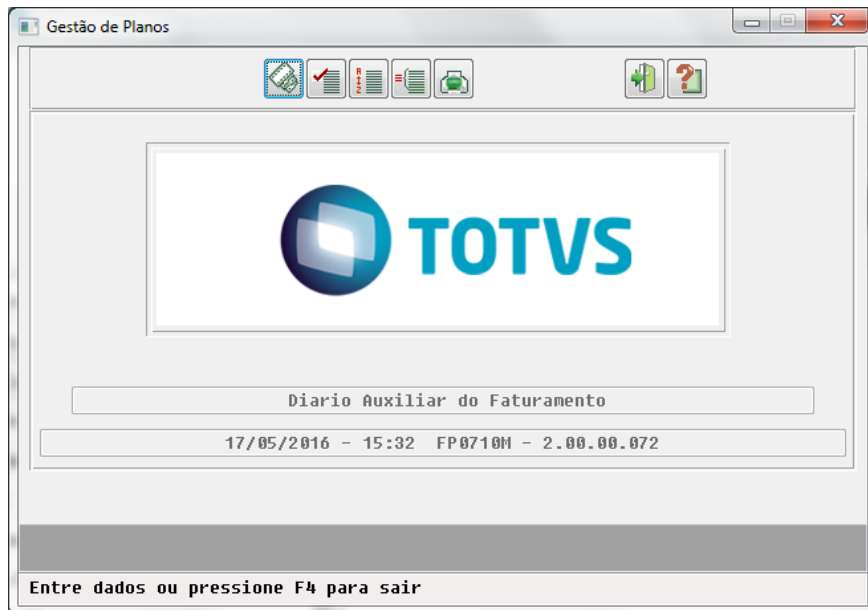 Gestão de Planos
TOTVS
Diario Auxiliar do Faturamento
17/05/2016 - 15:32 FP0710M - 2.00.00.072
Entre dados ou pressione F4 para sair